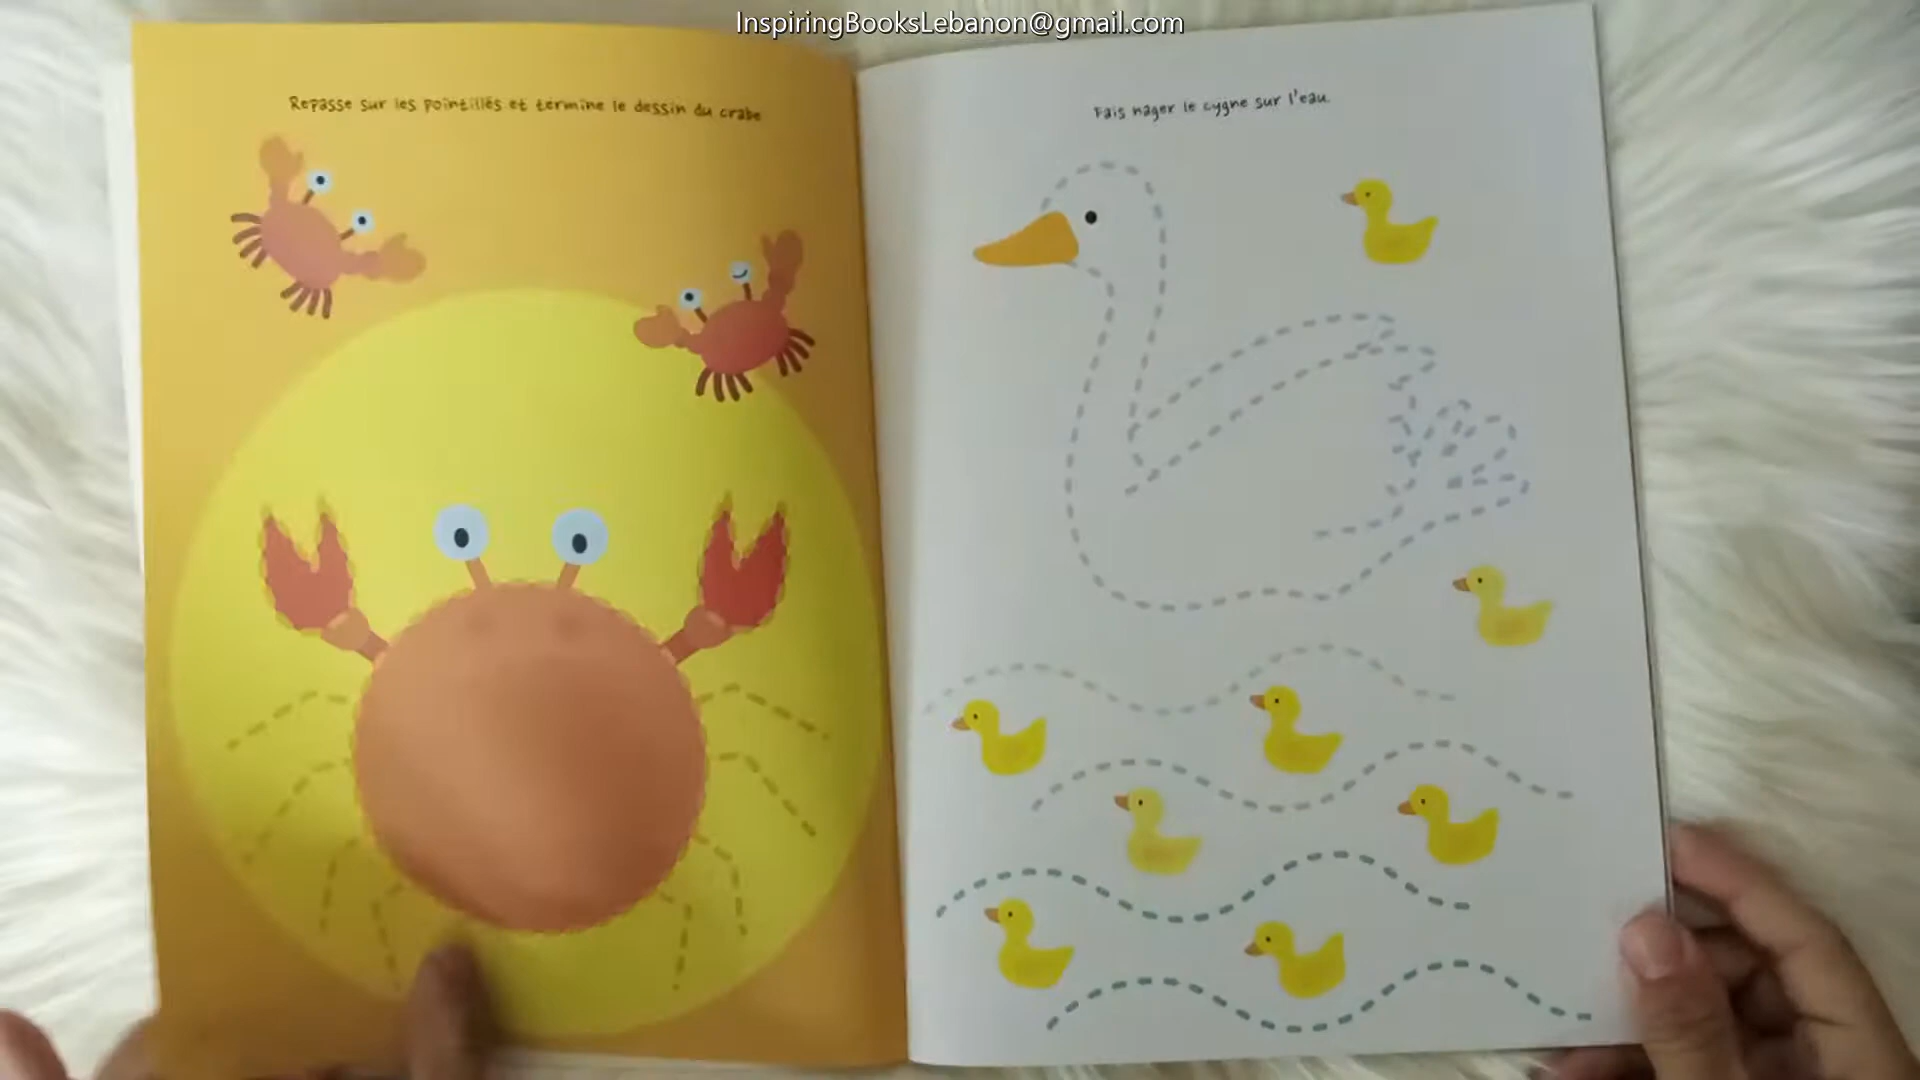 InspiringBooksLebanon@gmail.com
Repasse sur les pointillés et termine le dessin du crabe
Fais nager le cygne sur l'eau.